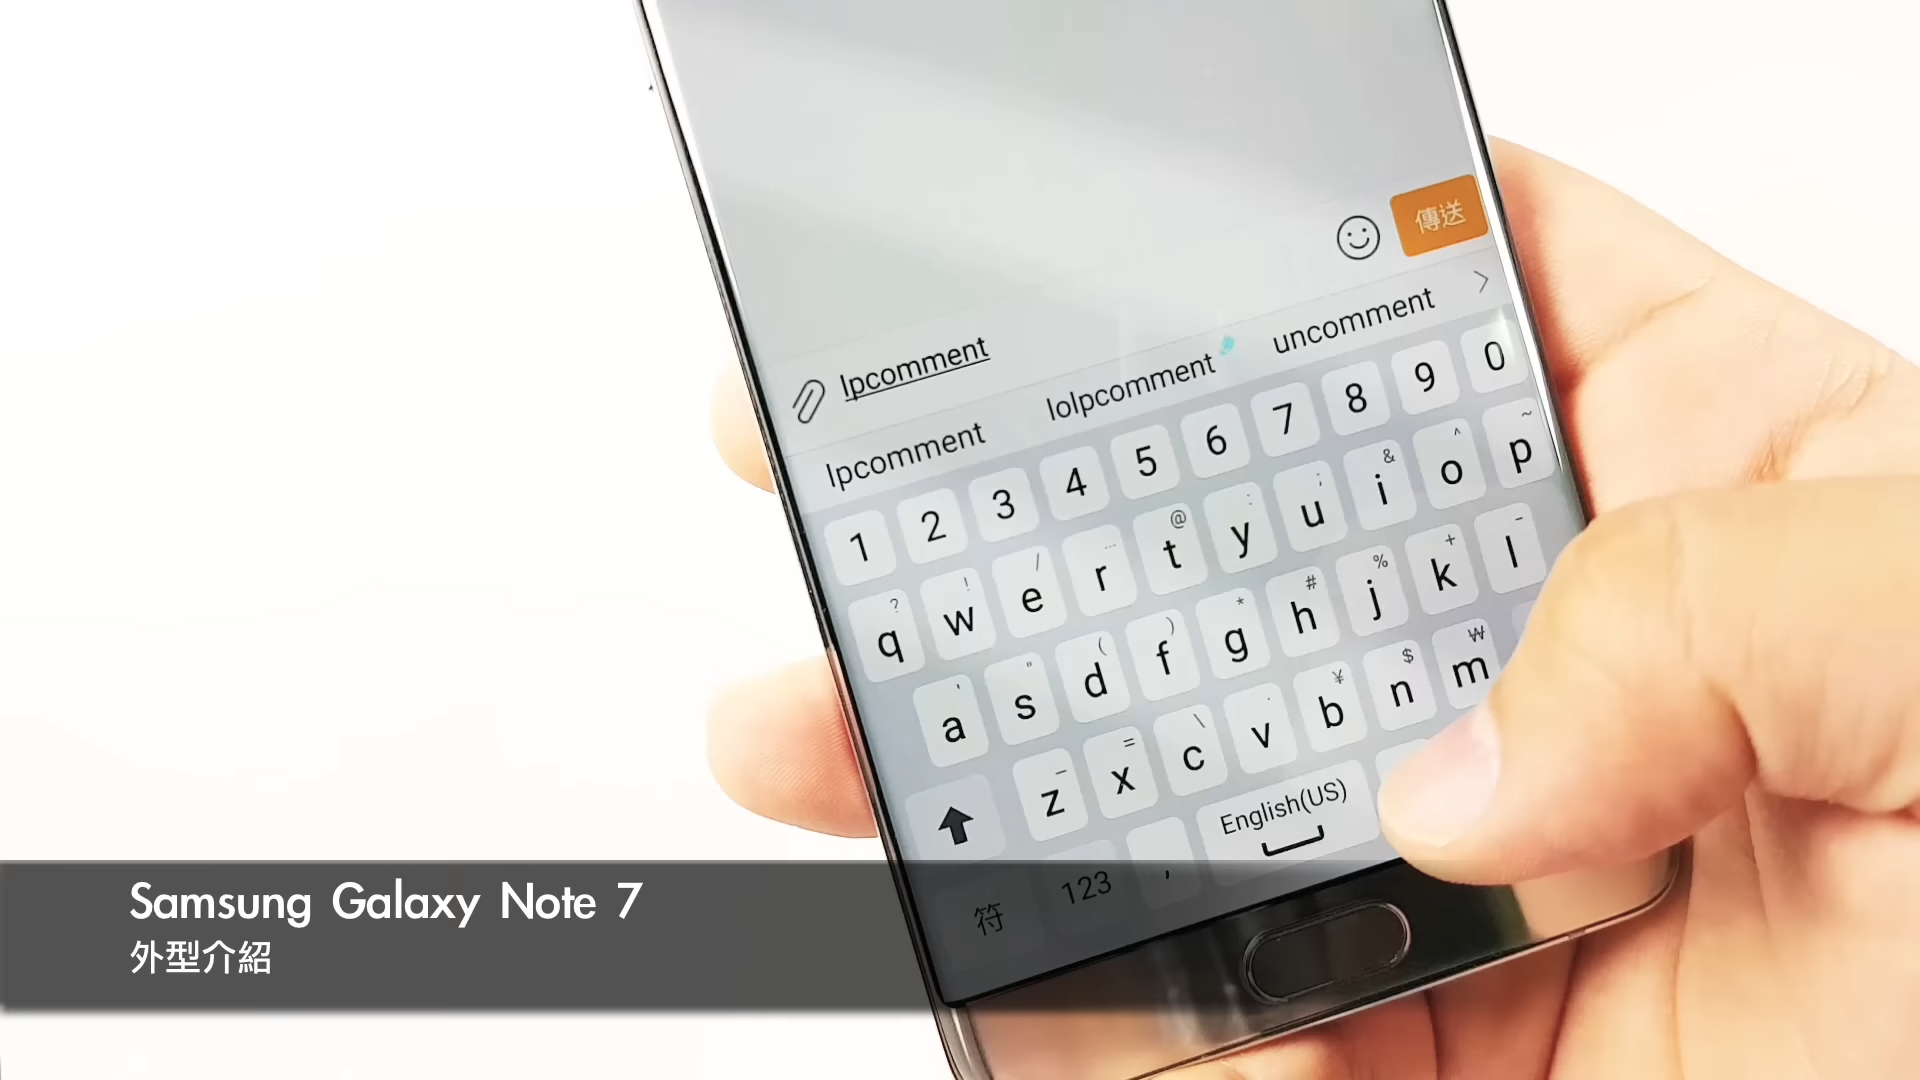 傳送
lpcomment
lpcomment lolpcomment uncomment
1 2 3 4 5 6 7 8 9 0
? ! / ... @ : ; & ^ ~
q w e r t y u i o p
' " ( ) * # % + -
a s d f g h j k l
_ = \ · ¥ $ ₩
z x c v b n m
符 123 , English(US)
Samsung Galaxy Note 7
外型介紹